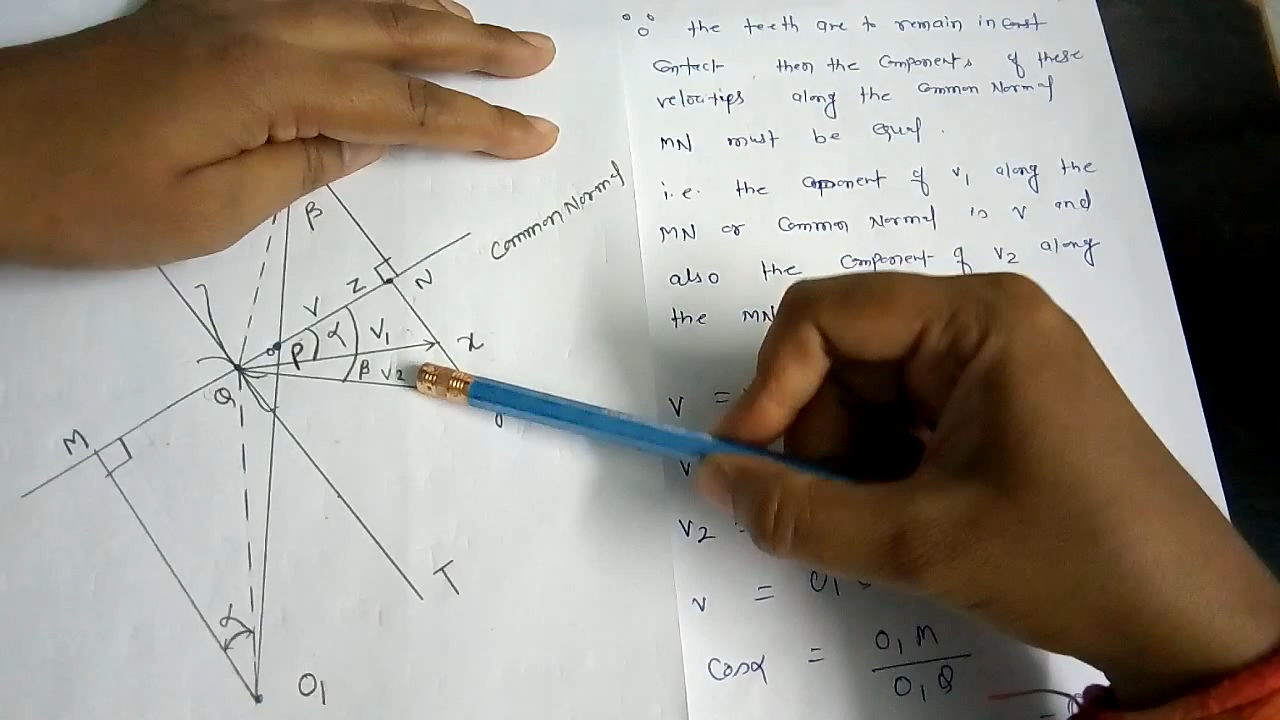 ∵ the teeth are to remain in
contact then the components of these
velocities along the common Normal
MN must be equal.
i.e. the component of v1 along the
MN or Common Normal is v and
also the component of v2 along
the MN
V =
V
V2 =
v = O1
cosα = O1M / O1Q
=
β
Common Normal
N
Z
V
α
V1
x
P
β V2
Q
M
T
α
O1